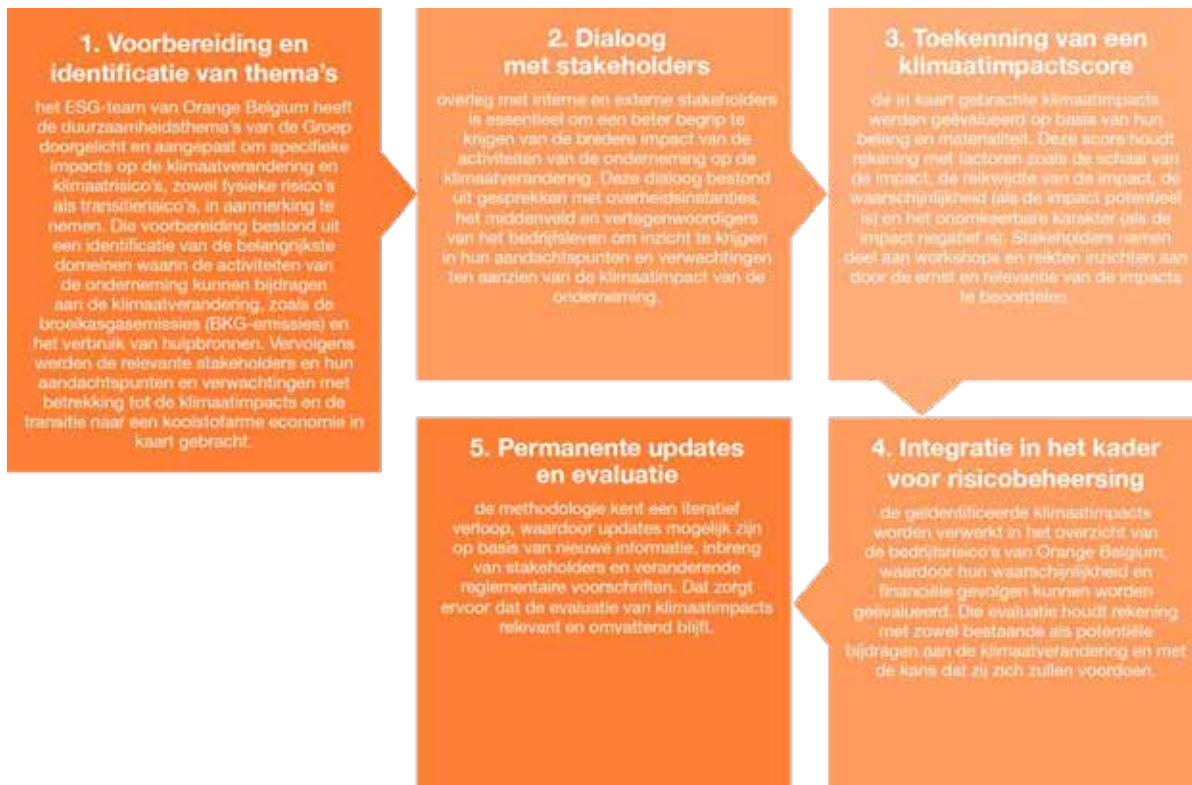 1. Voorbereiding en
identificatie van thema's
het ESG-team van Orange Belgium heeft
de duurzaamheidsthema's van de Groep
doorgelicht en aangepast om specifieke
impacts op de klimaatverandering en
klimaatrisico's, zowel fysieke risico's
als transitierisico's, in aanmerking te
nemen. Die voorbereiding bestond uit
een identificatie van de belangrijkste
domeinen waarin de activiteiten van
de onderneming kunnen bijdragen
aan de klimaatverandering, zoals de
broeikasgasemissies (BKG-emissies) en
het verbruik van hulpbronnen. Vervolgens
werden de relevante stakeholders en hun
aandachtspunten en verwachtingen met
betrekking tot de klimaatimpacts en de
transitie naar een koolstofarme economie in
kaart gebracht.
2. Dialoog
met stakeholders
overleg met interne en externe stakeholders
is essentieel om een beter begrip te
krijgen van de bredere impact van de
activiteiten van de onderneming op de
klimaatverandering. Deze dialoog bestond
uit gesprekken met overheidsinstanties,
het middenveld en vertegenwoordigers
van het bedrijfsleven om inzicht te krijgen
in hun aandachtspunten en verwachtingen
ten aanzien van de klimaatimpact van de
onderneming.
3. Toekenning van een
klimaatimpactscore
de in kaart gebrachte klimaatimpacts
werden geëvalueerd op basis van hun
belang en materialiteit. Deze score houdt
rekening met factoren zoals de schaal van
de impact, de reikwijdte van de impact, de
waarschijnlijkheid (als de impact potentieel
is) en het onomkeerbare karakter (als de
impact negatief is). Stakeholders namen
deel aan workshops en reikten inzichten aan
door de ernst en relevantie van de impacts
te beoordelen.
4. Integratie in het kader
voor risicobeheersing
de geïdentificeerde klimaatimpacts
worden verwerkt in het overzicht van
de bedrijfsrisico's van Orange Belgium,
waardoor hun waarschijnlijkheid en
financiële gevolgen kunnen worden
geëvalueerd. Die evaluatie houdt rekening
met zowel bestaande als potentiële
bijdragen aan de klimaatverandering en met
de kans dat zij zich zullen voordoen.
5. Permanente updates
en evaluatie
de methodologie kent een iteratief
verloop, waardoor updates mogelijk zijn
op basis van nieuwe informatie, inbreng
van stakeholders en veranderende
reglementaire voorschriften. Dat zorgt
ervoor dat de evaluatie van klimaatimpacts
relevant en omvattend blijft.